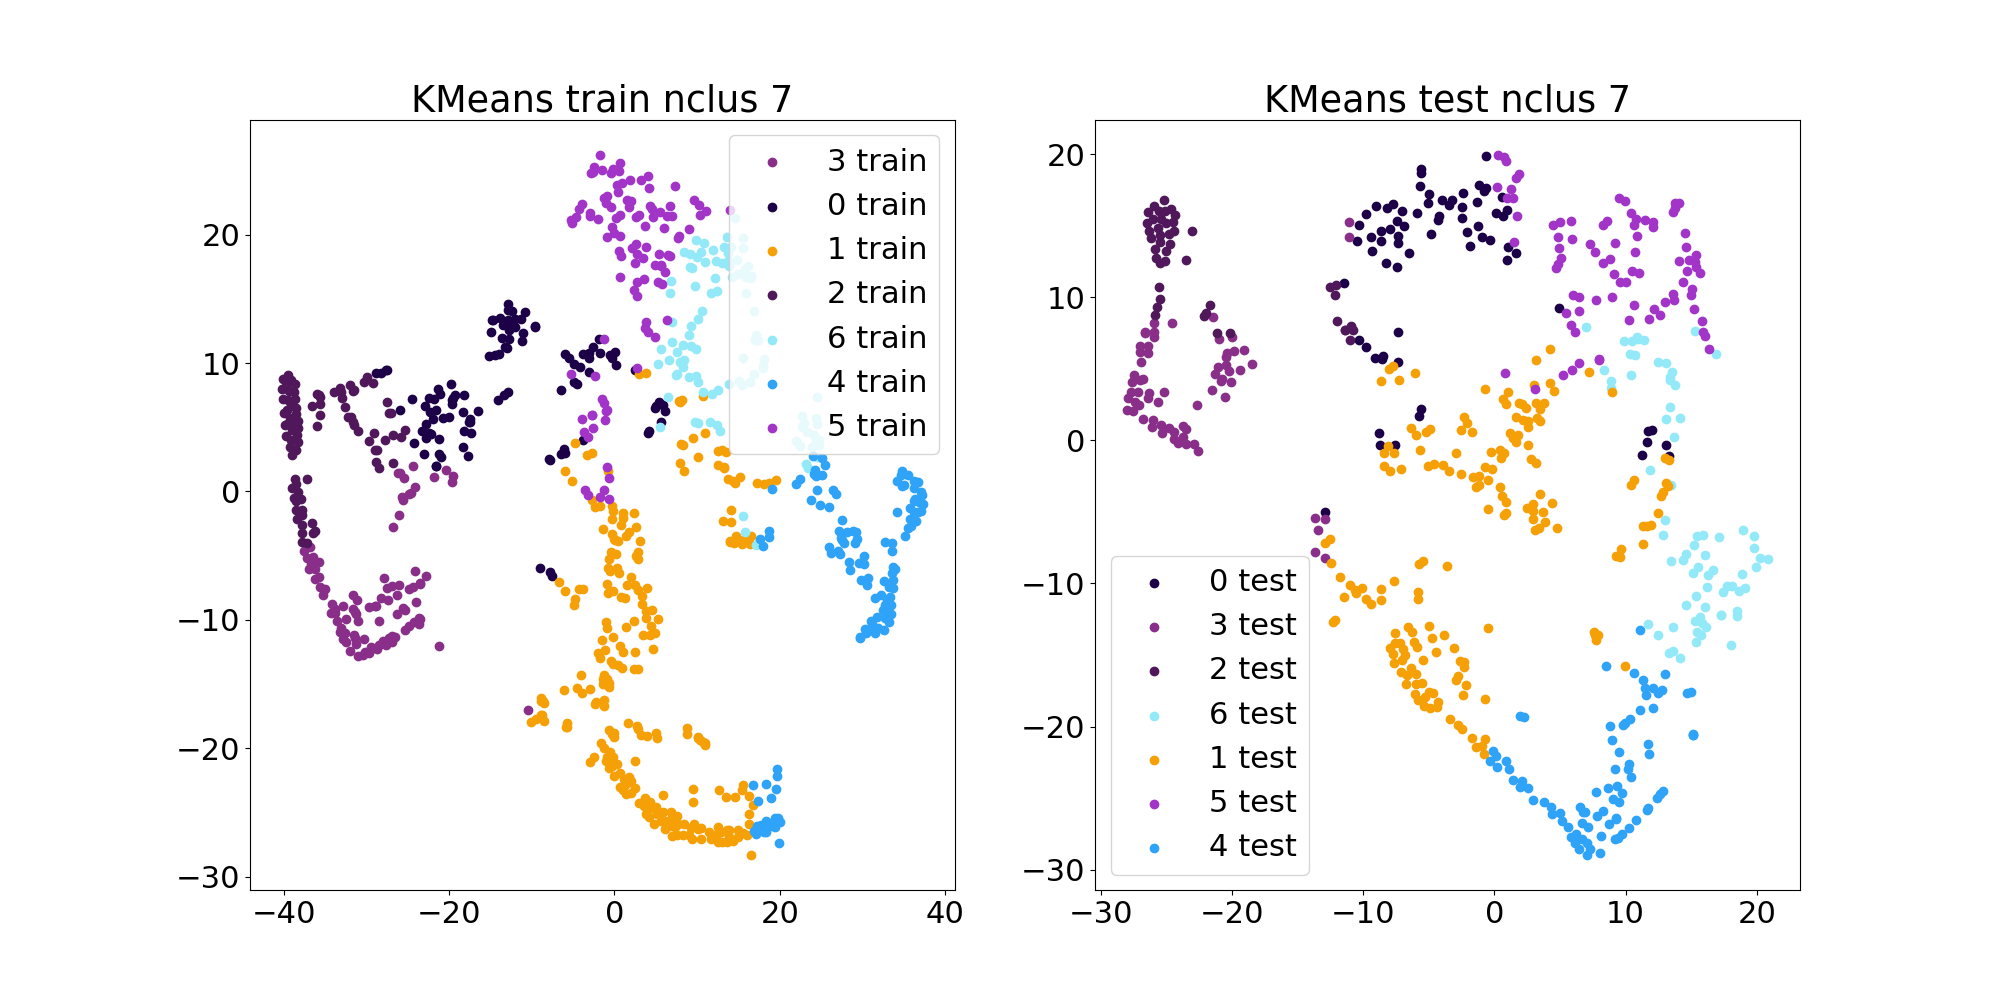 KMeans train nclus 7
3 train
0 train
1 train
2 train
6 train
4 train
5 train
20
10
0
−10
−20
−30
−40 −20 0 20 40
KMeans test nclus 7
20
10
0
−10
−20
−30
0 test
3 test
2 test
6 test
1 test
5 test
4 test
−30 −20 −10 0 10 20